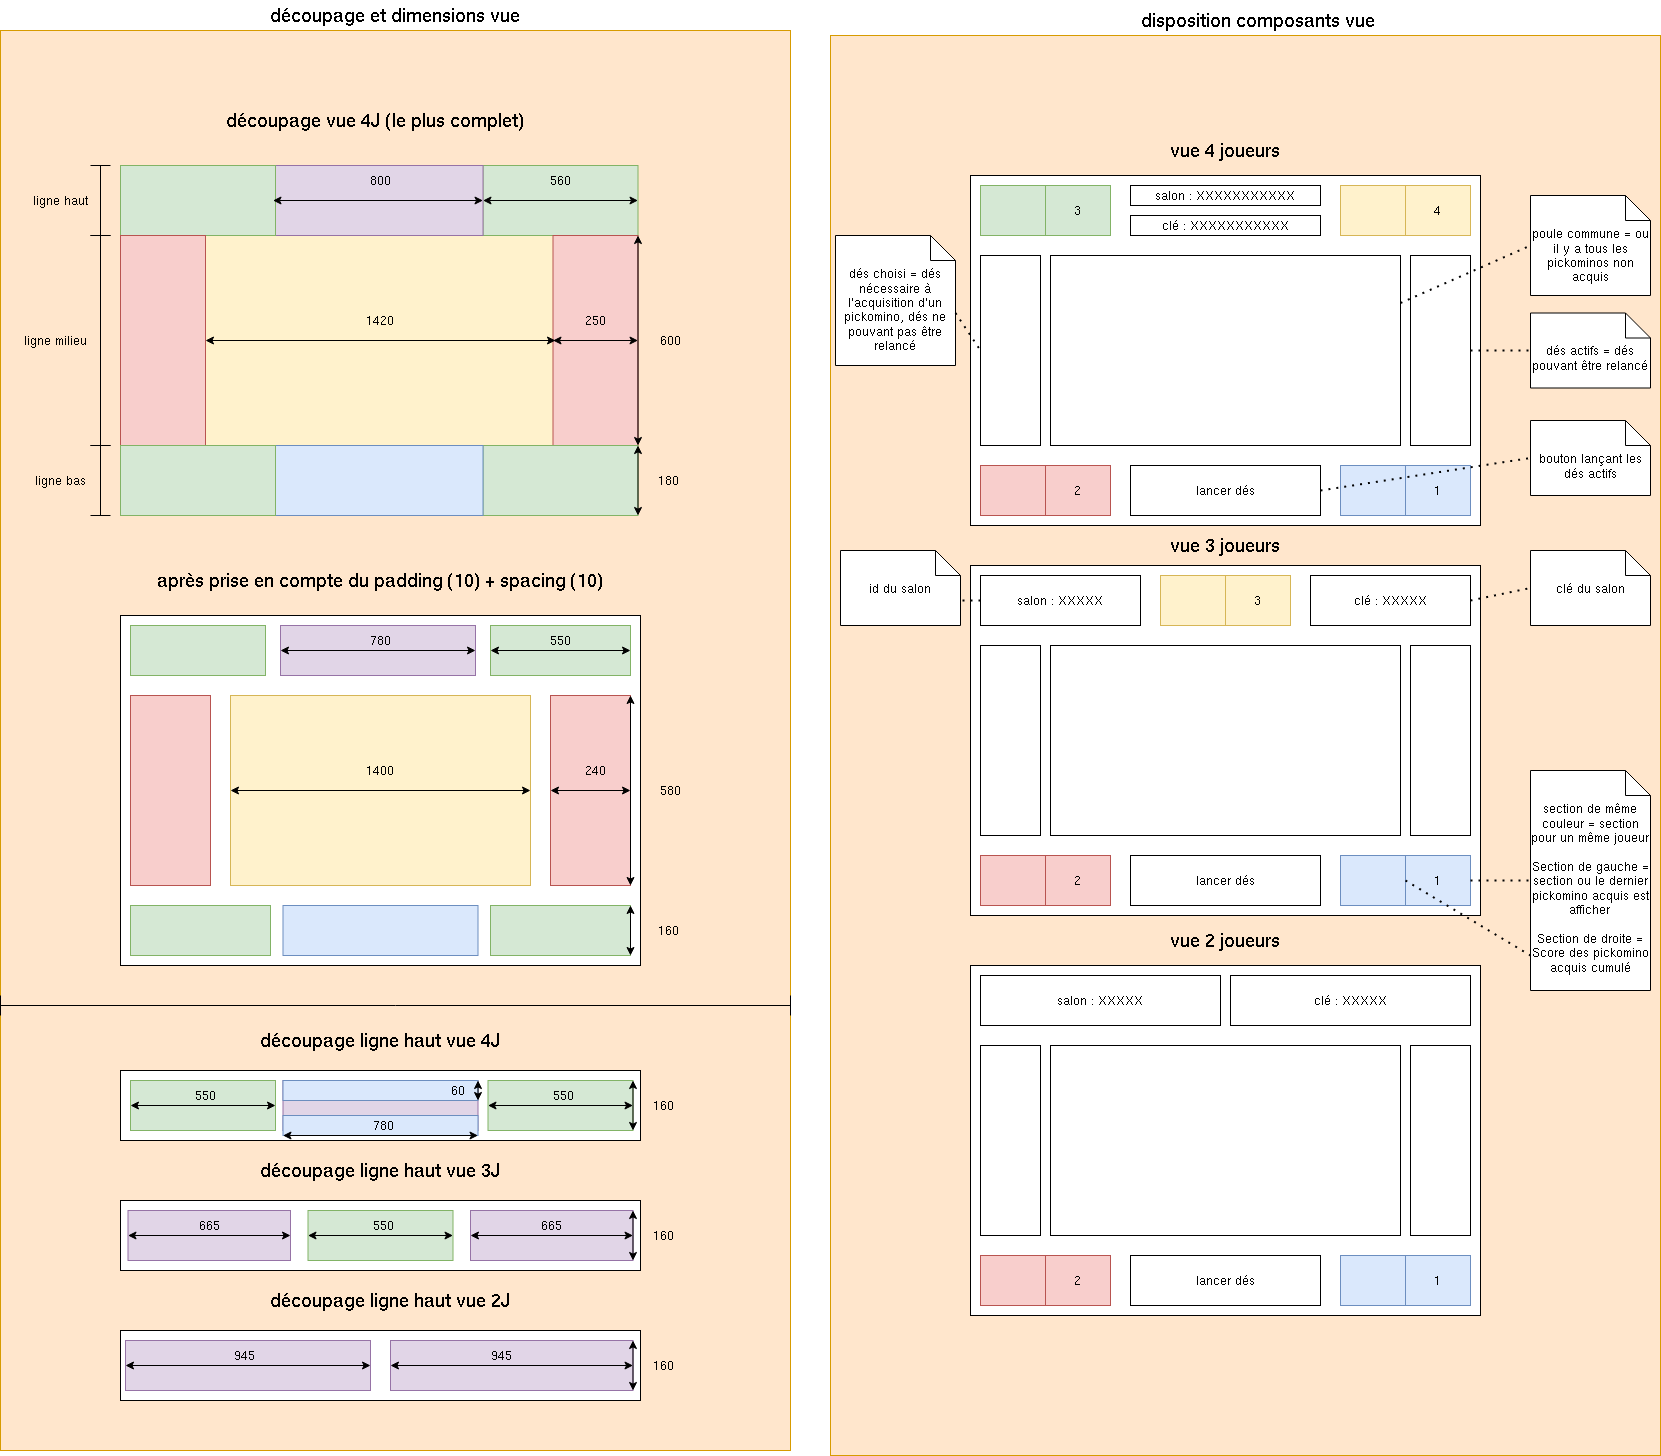 découpage et dimensions vue
découpage vue 4J (le plus complet)
ligne haut
800
560
ligne milieu
1420
250
600
ligne bas
180
après prise en compte du padding (10) + spacing (10)
780
550
1400
240
580
160
découpage ligne haut vue 4J
550
60
780
550
160
découpage ligne haut vue 3J
665
550
665
160
découpage ligne haut vue 2J
945
945
160
disposition composants vue
vue 4 joueurs
3
salon : XXXXXXXXXXX
clé : XXXXXXXXXXX
4
dés choisi = dés
nécessaire à
l'acquisition d'un
pickomino, dés ne
pouvant pas être
relancé
poule commune = ou
il y a tous les
pickominos non
acquis
dés actifs = dés
pouvant être relancé
bouton lançant les
dés actifs
2
lancer dés
1
vue 3 joueurs
id du salon
salon : XXXXX
3
clé : XXXXX
clé du salon
2
lancer dés
1
section de même
couleur = section
pour un même joueur
Section de gauche =
section ou le dernier
pickomino acquis est
afficher
Section de droite =
Score des pickomino
acquis cumulé
vue 2 joueurs
salon : XXXXX
clé : XXXXX
2
lancer dés
1